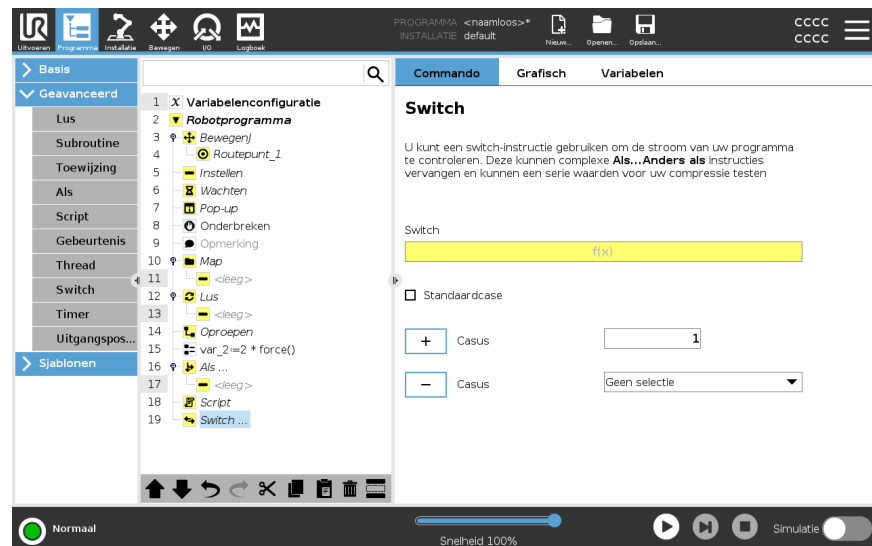 PROGRAMMA <naamloos>*
INSTALLATIE default
CCCC
CCCC
Uitvoeren
Programma
Installatie
Bewegen
I/O
Logboek
Nieuw...
Openen...
Opslaan...
Basis
Geavanceerd
Lus
Subroutine
Toewijzing
Als
Script
Gebeurtenis
Thread
Switch
Timer
Uitgangspos...
Sjablonen
1 X Variabelenconfiguratie
2 Robotprogramma
3 BewegenJ
4 Routepunt_1
5 Instellen
6 Wachten
7 Pop-up
8 Onderbreken
9 Opmerking
10 Map
11 <leeg>
12 Lus
13 <leeg>
14 Oproepen
15 var_2:=2 * force()
16 Als ...
17 <leeg>
18 Script
19 Switch ...
Commando
Grafisch
Variabelen
Switch
U kunt een switch-instructie gebruiken om de stroom van uw programma
te controleren. Deze kunnen complexe Als...Anders als instructies
vervangen en kunnen een serie waarden voor uw compressie testen
Switch
f(x)
Standaardcase
+ Casus 1
− Casus Geen selectie
Normaal
Snelheid 100%
Simulatie